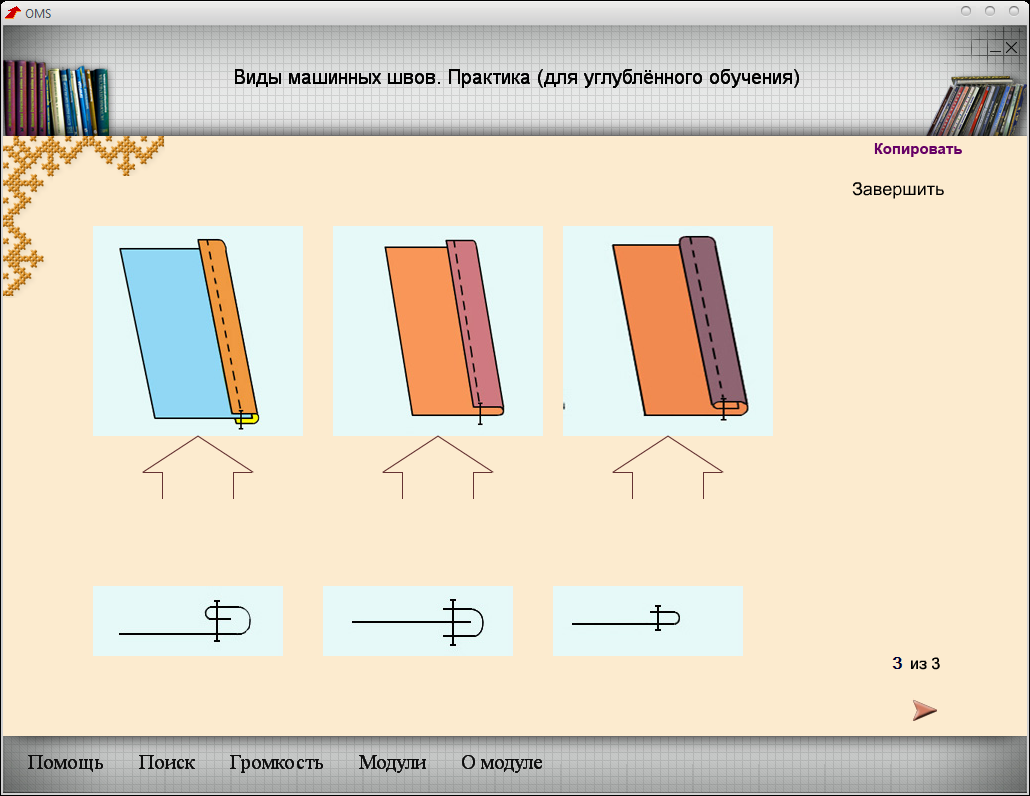 OMS
Виды машинных швов. Практика (для углублённого обучения)
Копировать
Завершить
3 из 3
Помощь Поиск Громкость Модули О модуле